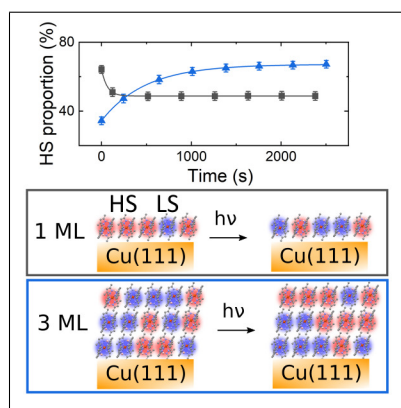 HS proportion (%)
80
40
0
1000
2000
Time (s)
HS LS
1 ML
hν
Cu(111)
Cu(111)
3 ML
hν
Cu(111)
Cu(111)